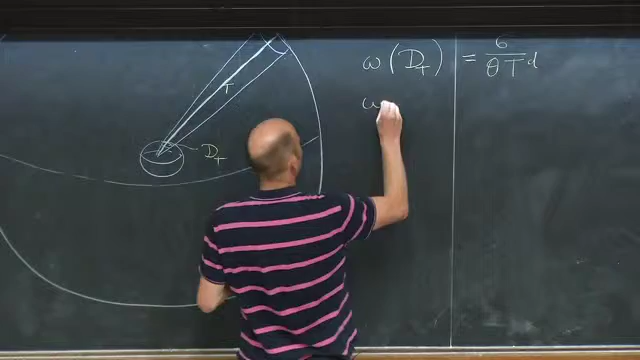 T
D_T
ω(D_T) = 6/(θT^d)
ω